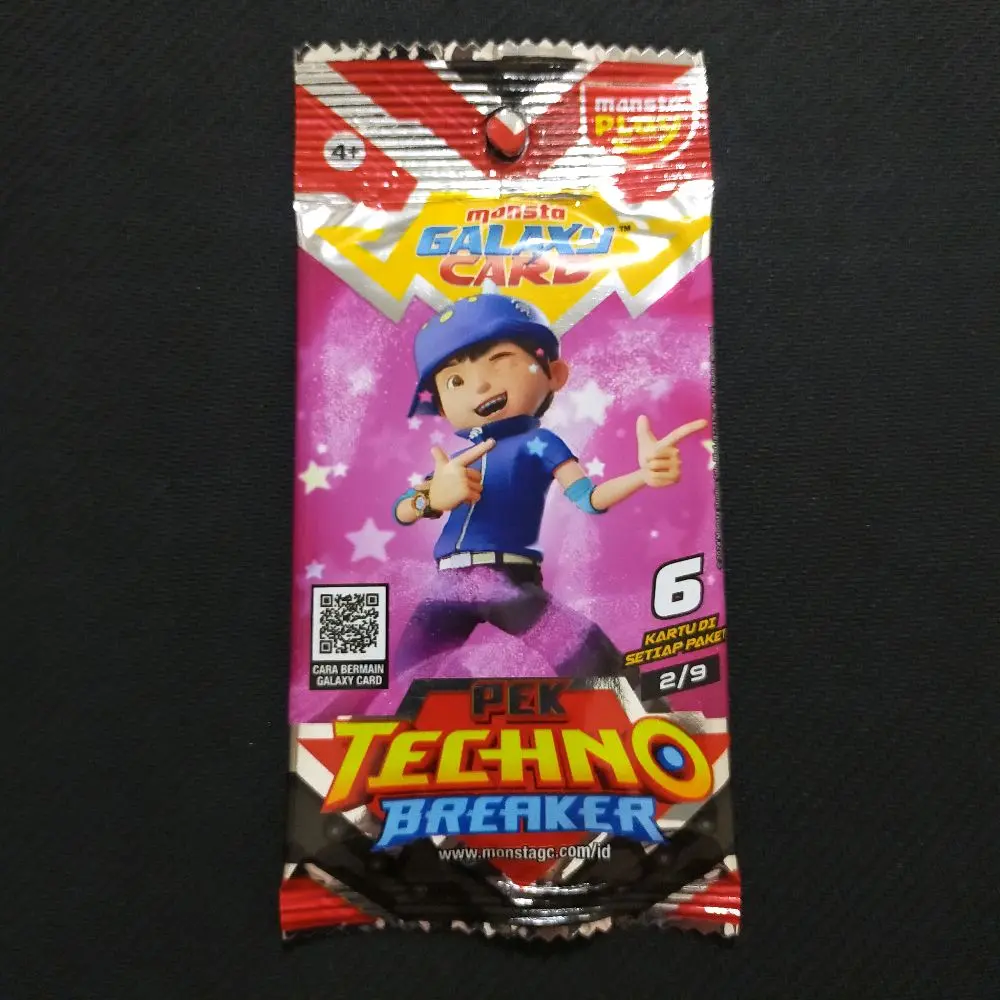 4+
monsta
PLAY
monsta
GALAXY™
CARD
6
KARTU DI
SETIAP PAKET
2/9
CARA BERMAIN
GALAXY CARD
PEK
TECHNO
BREAKER
www.monstagc.com/id